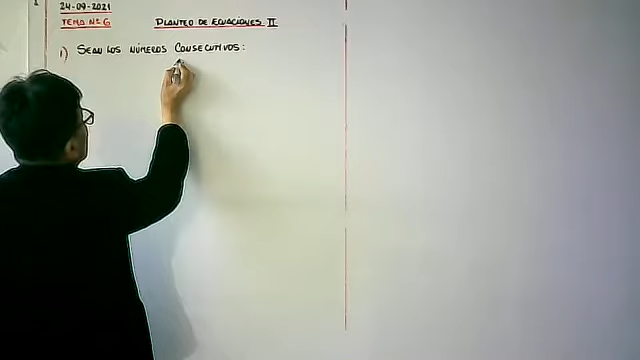 24-09-2021
TEMA Nº 6 PLANTEO DE ECUACIONES II
1) SEAN LOS NÚMEROS CONSECUTIVOS: